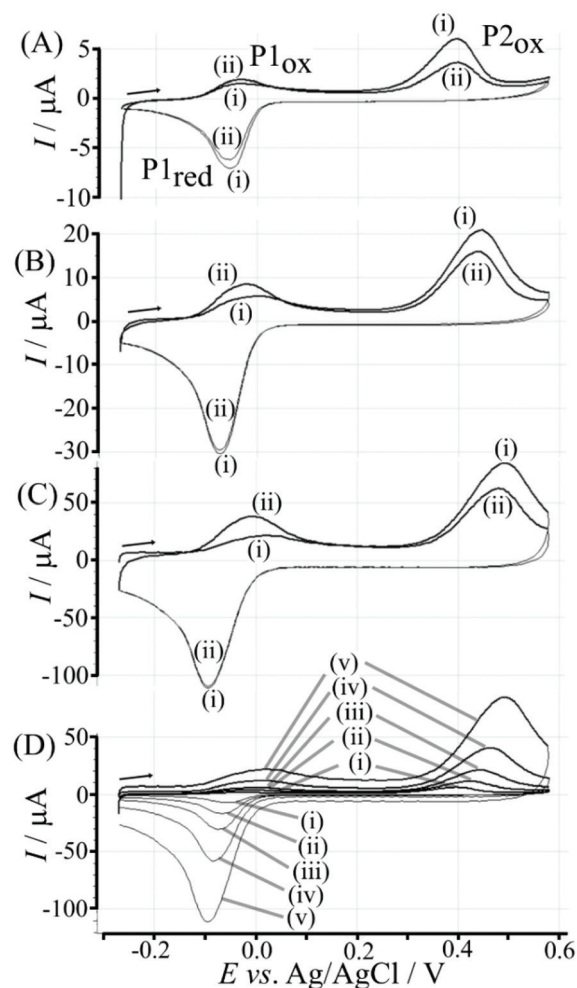 (A)
I / µA
5
0
-5
-10
(ii)
P1ox
(i)
(i)
P2ox
(ii)
(ii)
P1red
(i)
(B)
I / µA
20
10
0
-10
-20
-30
(ii)
(i)
(i)
(ii)
(ii)
(i)
(C)
I / µA
50
0
-50
-100
(ii)
(i)
(i)
(ii)
(ii)
(i)
(D)
I / µA
50
0
-50
-100
(v)
(iv)
(iii)
(ii)
(i)
(i)
(ii)
(iii)
(iv)
(v)
-0.2 0.0 0.2 0.4 0.6
E vs. Ag/AgCl / V